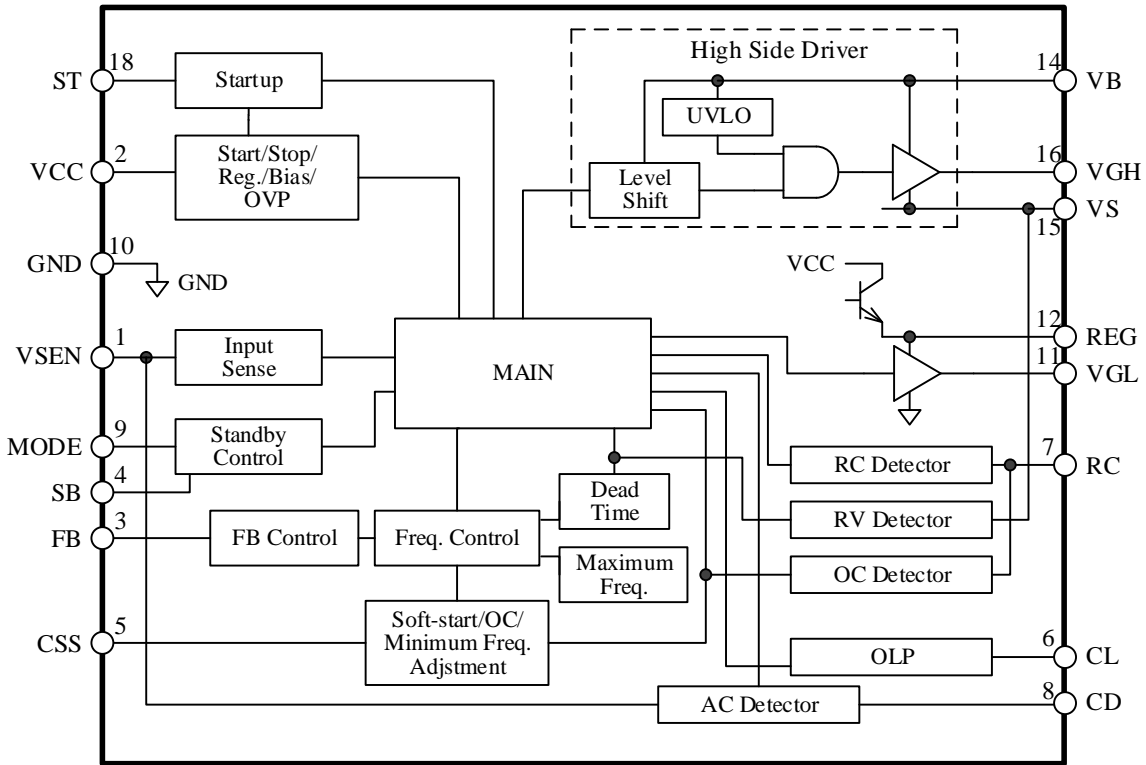 High Side Driver
18
ST
Startup
14
VB
UVLO
2
VCC
Start/Stop/
Reg./Bias/
OVP
Level
Shift
16
VGH
VS
15
10
GND
GND
VCC
1
VSEN
Input
Sense
MAIN
12
REG
11
VGL
9
MODE
Standby
Control
4
SB
7
RC
RC Detector
3
FB
FB Control
Freq. Control
Dead
Time
RV Detector
Maximum
Freq.
OC Detector
5
CSS
Soft-start/OC/
Minimum Freq.
Adjstment
OLP
6
CL
AC Detector
8
CD